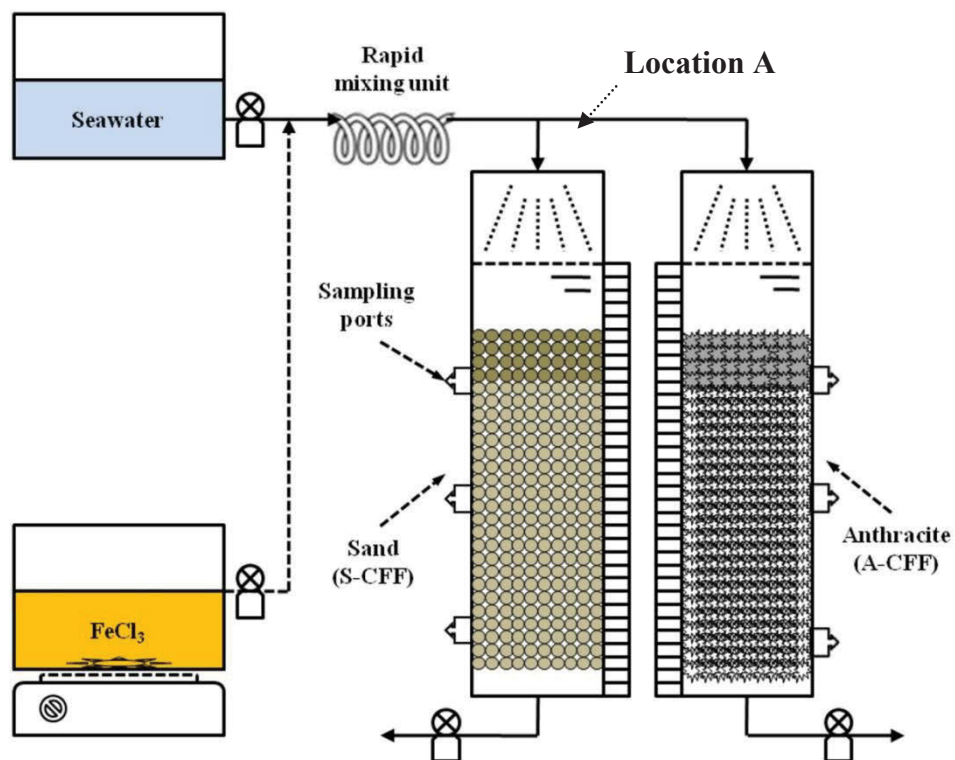 Rapid
mixing unit
Location A
Seawater
Sampling
ports
Sand
(S-CFF)
Anthracite
(A-CFF)
FeCl₃